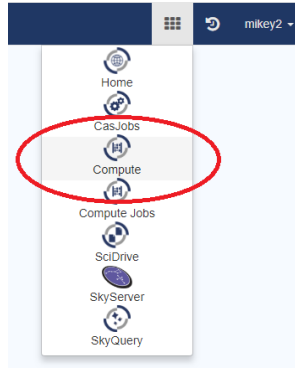 mikey2
Home
CasJobs
Compute
Compute Jobs
SciDrive
SkyServer
SkyQuery